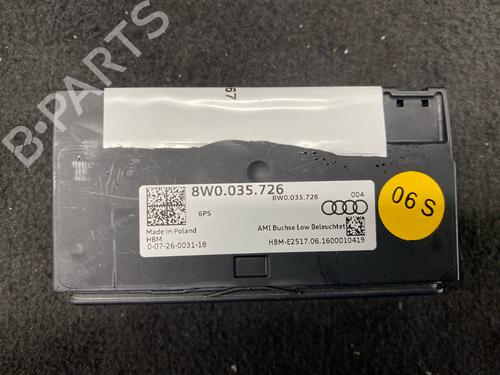 B-PARTS
67
8W0.035.726
8W0.035.726 004
6PS
06 S
Made in Poland
AMI Buchse Low Beleuchtet
HBM
0-07-26-0031-18
HBM-E2517.06.1600010419